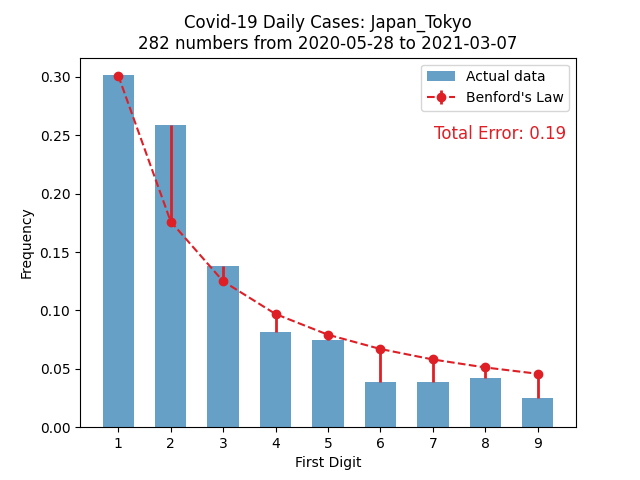 Covid-19 Daily Cases: Japan_Tokyo
282 numbers from 2020-05-28 to 2021-03-07
Actual data
Benford's Law
Total Error: 0.19
Frequency
0.30
0.25
0.20
0.15
0.10
0.05
0.00
1 2 3 4 5 6 7 8 9
First Digit